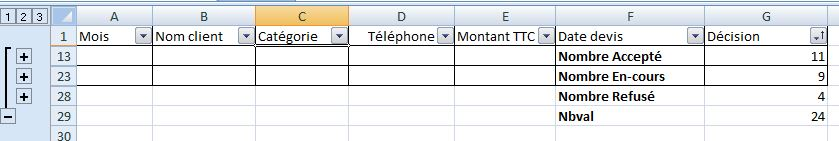 1 2 3 A B C D E F G
1 Mois Nom client Catégorie Téléphone Montant TTC Date devis Décision
13 Nombre Accepté 11
23 Nombre En-cours 9
28 Nombre Refusé 4
29 Nbval 24
30